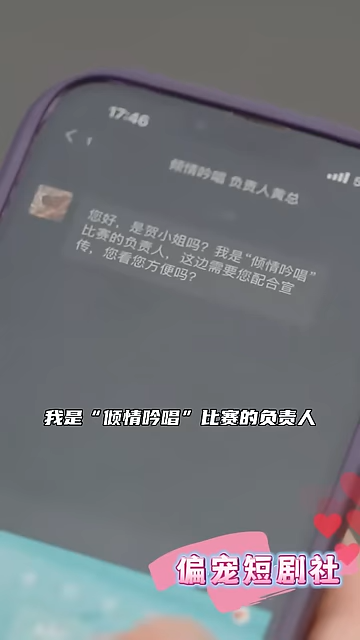 17:46
1
倾情吟唱 负责人黄总
您好，是贺小姐吗？我是“倾情吟唱”
比赛的负责人，这边需要您配合宣
传，您看您方便吗？
我是“倾情吟唱”比赛的负责人
偏宠短剧社